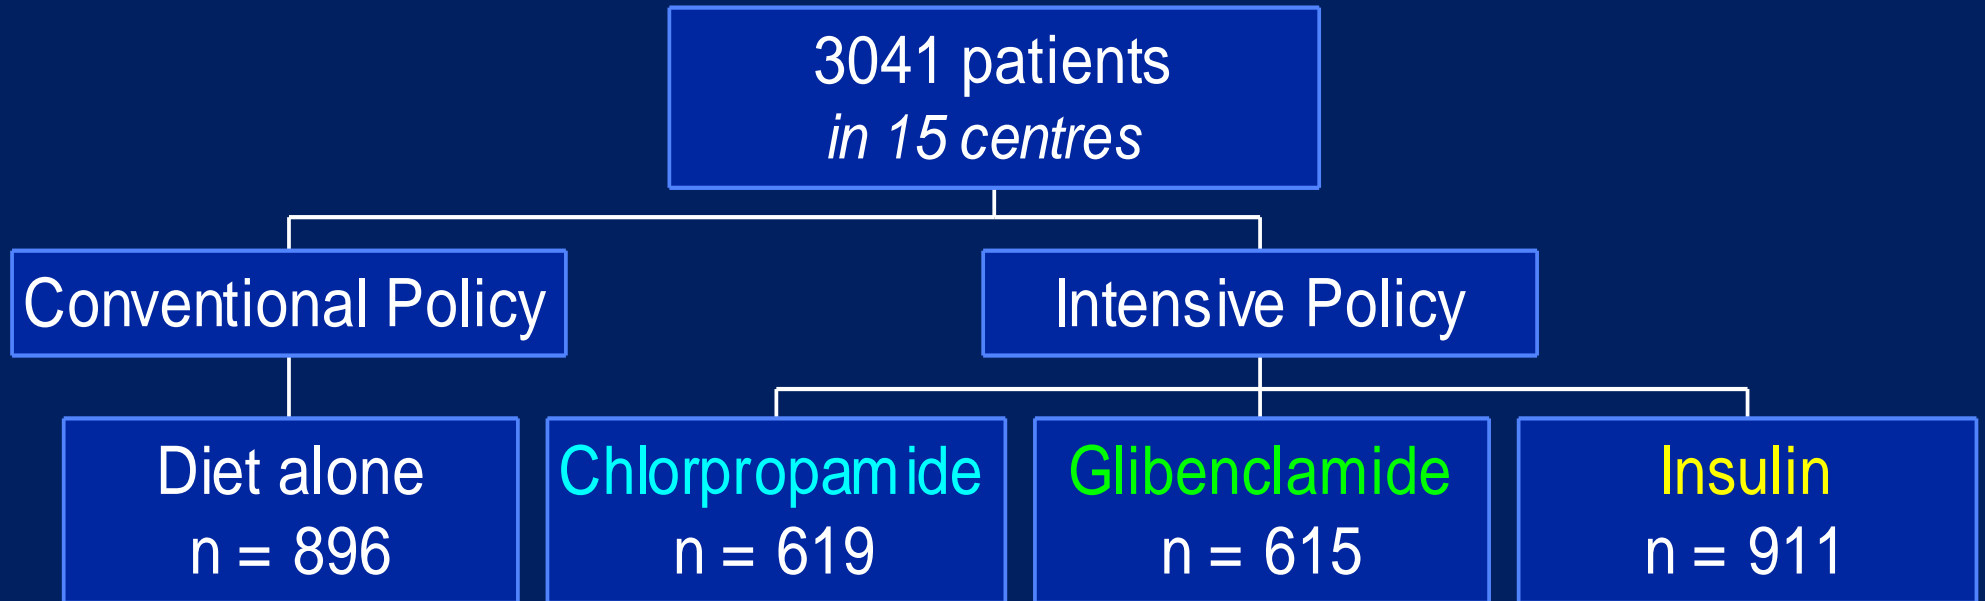 3041 patients
in 15 centres
Conventional Policy
Intensive Policy
Diet alone
n = 896
Chlorpropamide
n = 619
Glibenclamide
n = 615
Insulin
n = 911